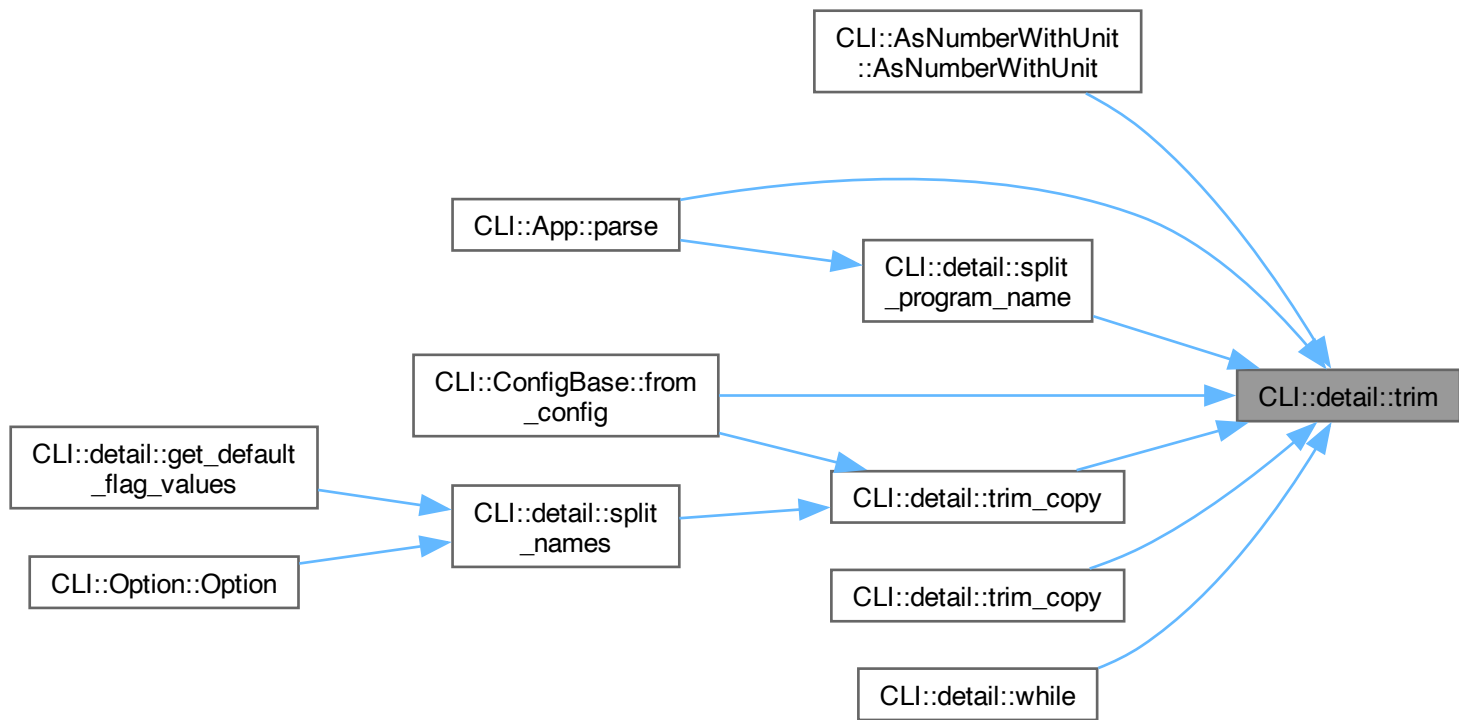 CLI::AsNumberWithUnit
::AsNumberWithUnit
CLI::App::parse
CLI::detail::split
_program_name
CLI::ConfigBase::from
_config
CLI::detail::trim
CLI::detail::get_default
_flag_values
CLI::detail::split
_names
CLI::detail::trim_copy
CLI::Option::Option
CLI::detail::trim_copy
CLI::detail::while